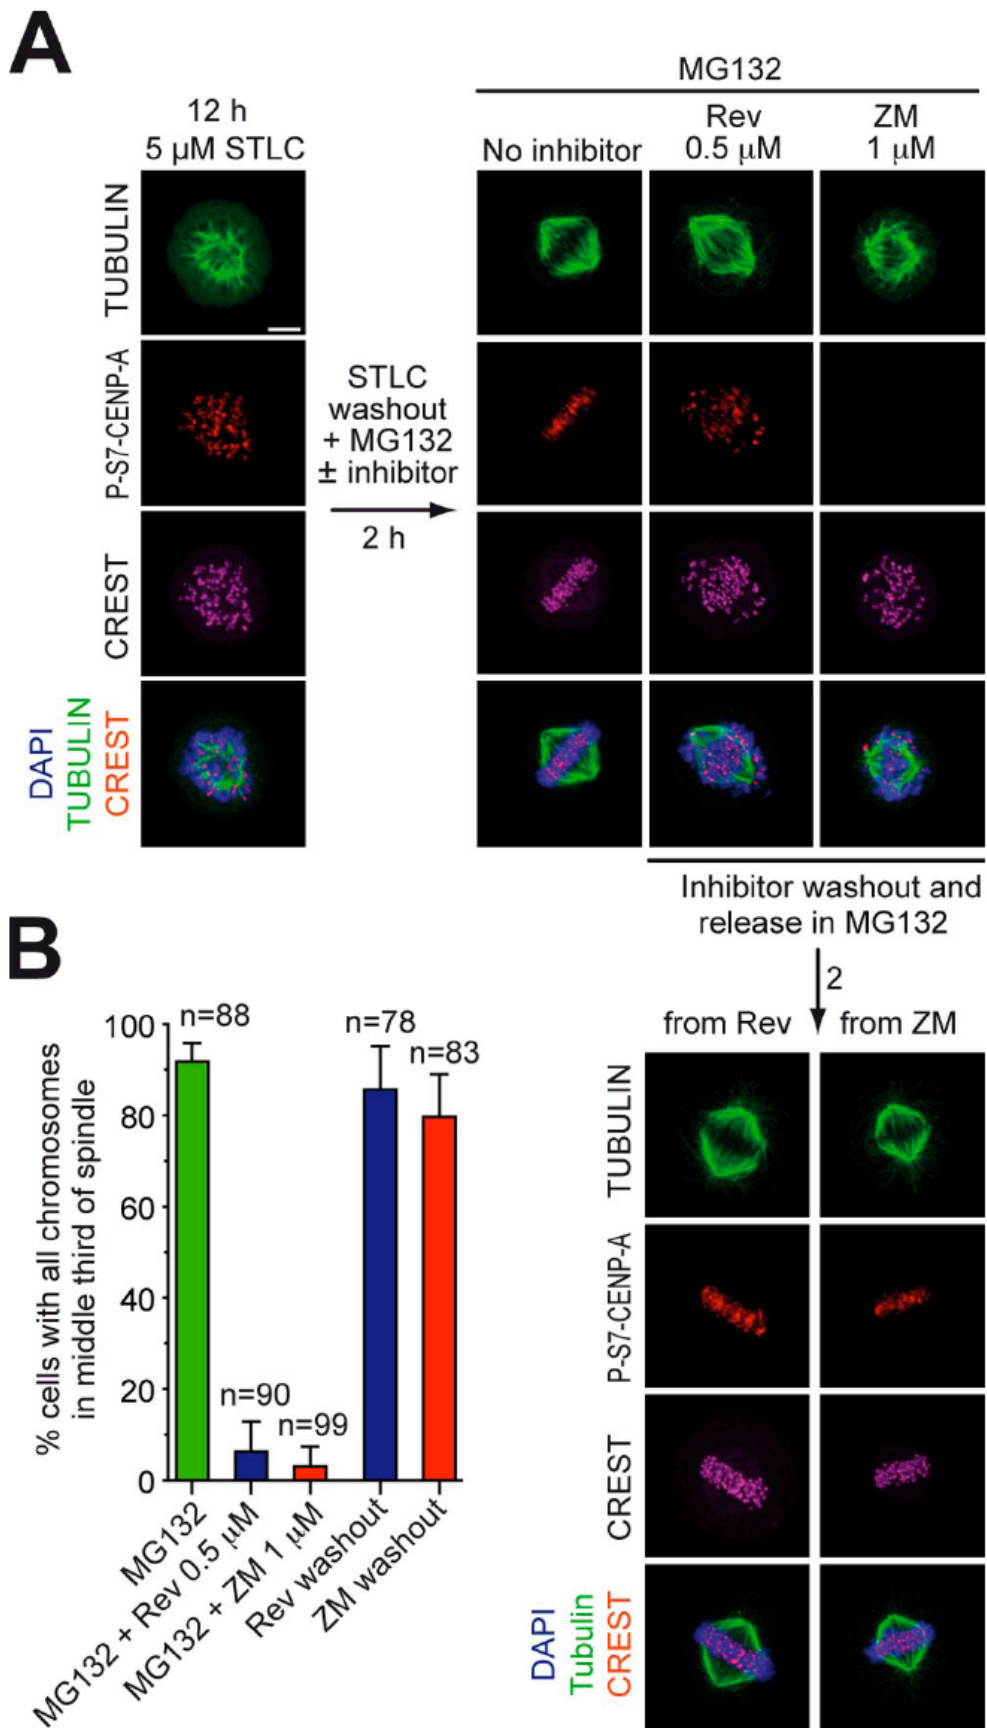 A
12 h
5 µM STLC
MG132
No inhibitor
Rev
0.5 µM
ZM
1 µM
TUBULIN
P-S7-CENP-A
CREST
DAPI
TUBULIN
CREST
STLC
washout
+ MG132
± inhibitor
2 h
Inhibitor washout and
release in MG132
2
from Rev
from ZM
TUBULIN
P-S7-CENP-A
CREST
DAPI
Tubulin
CREST
B
% cells with all chromosomes
in middle third of spindle
100
80
60
40
20
0
n=88
n=90
n=99
n=78
n=83
MG132
MG132 + Rev 0.5 µM
MG132 + ZM 1 µM
Rev washout
ZM washout